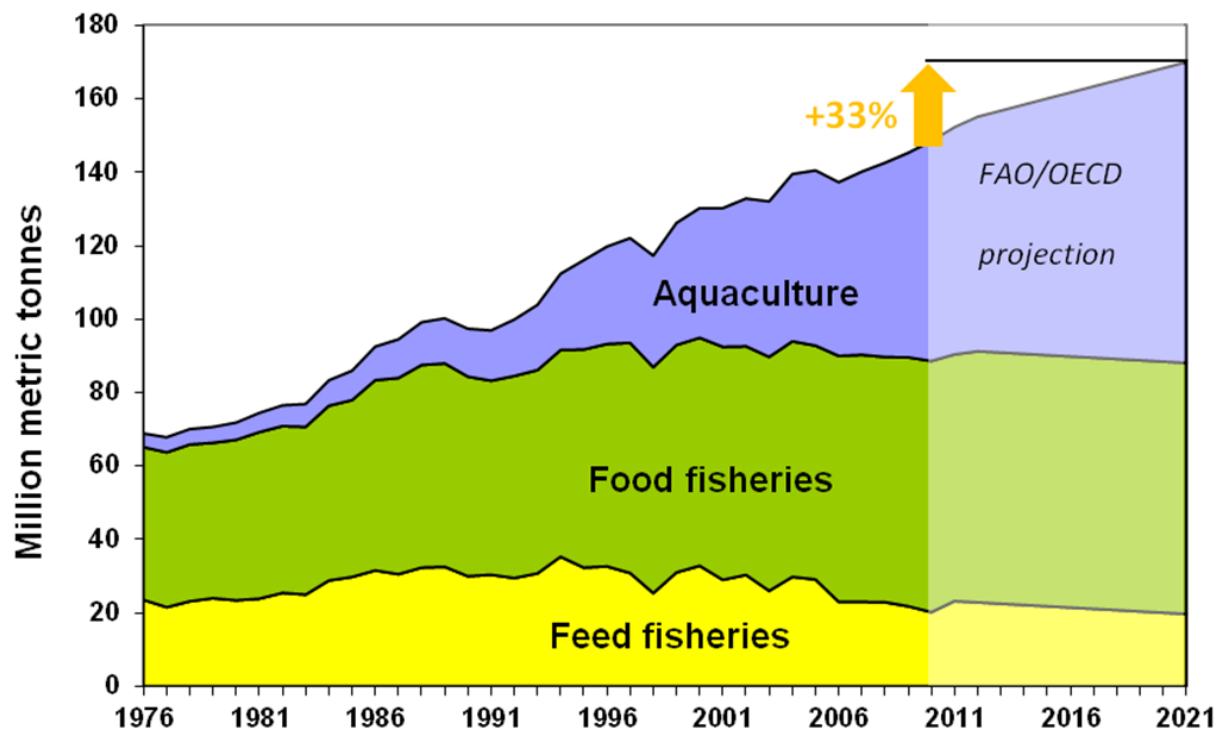 Million metric tonnes
180
160
140
120
100
80
60
40
20
0
+33%
FAO/OECD
projection
Aquaculture
Food fisheries
Feed fisheries
1976 1981 1986 1991 1996 2001 2006 2011 2016 2021